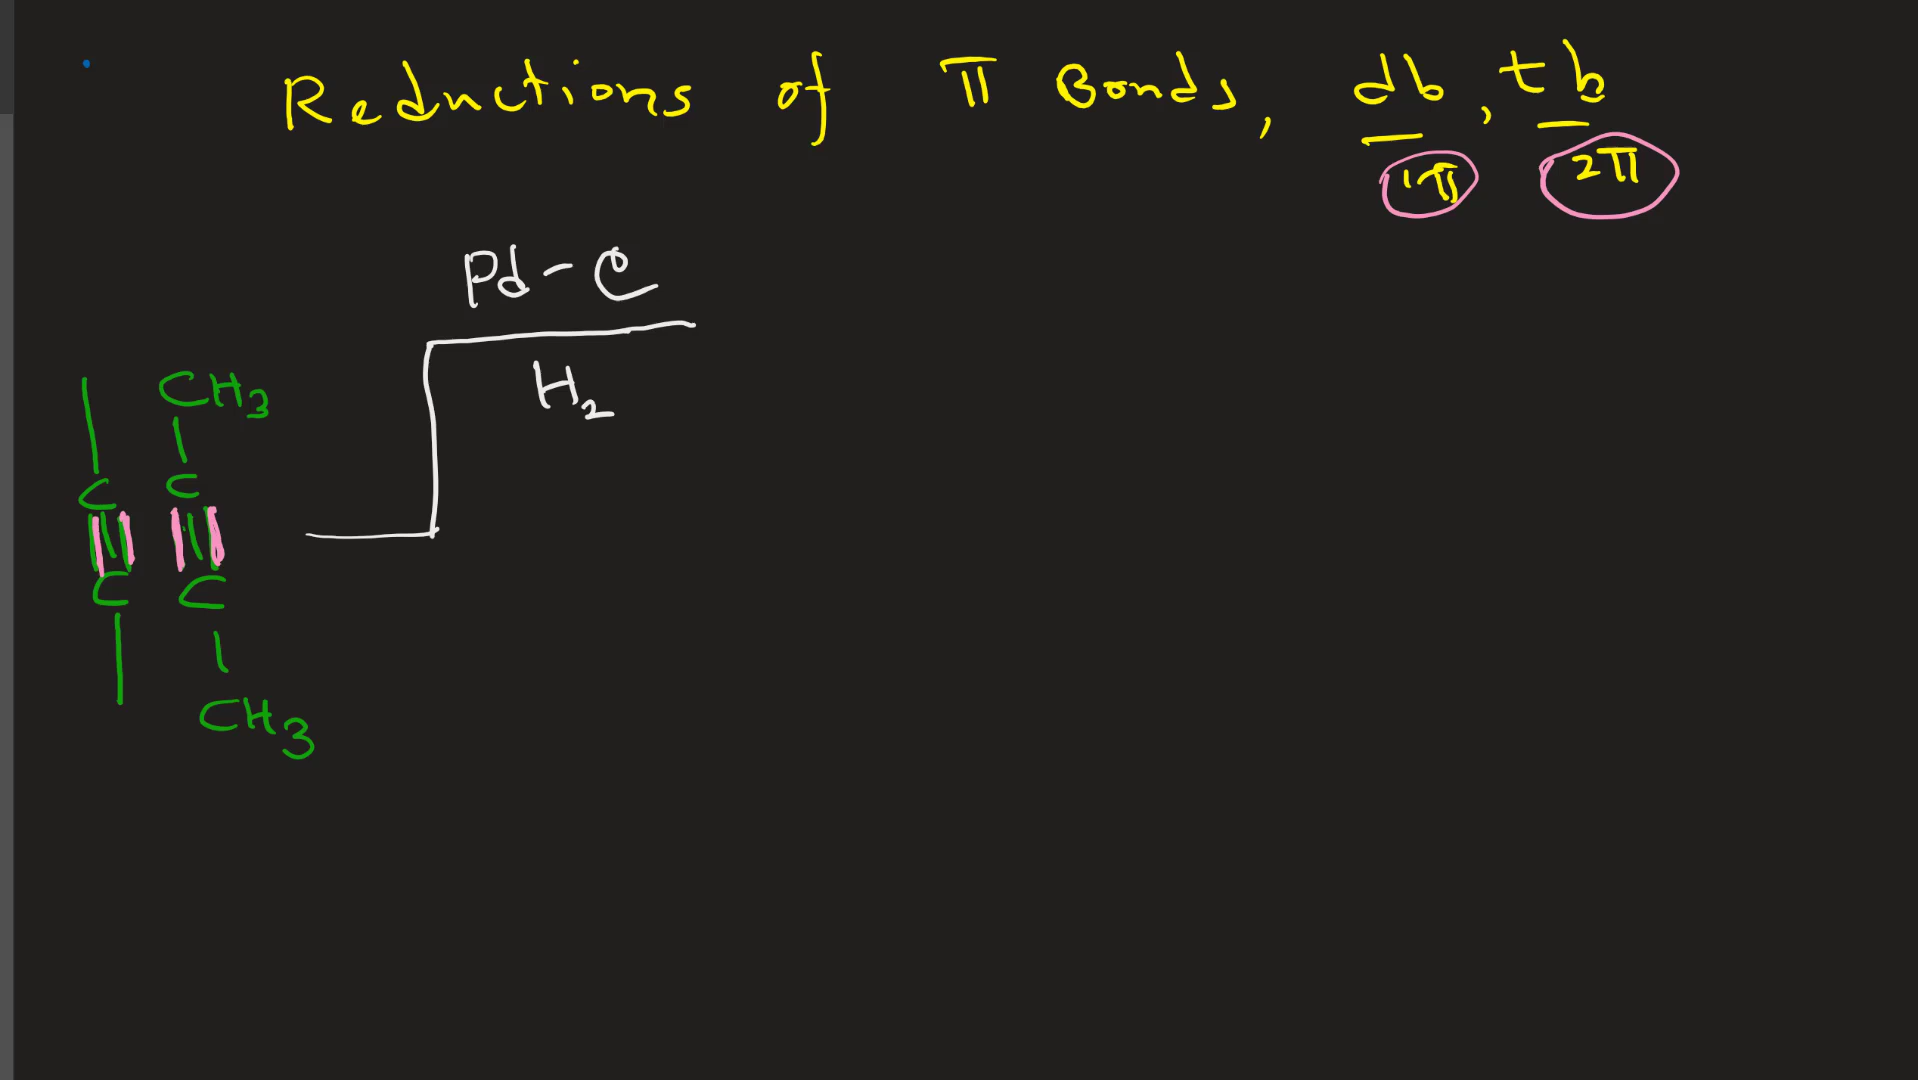 Reductions of π Bonds, db, tb
1π 2π
Pd-C
H₂
CH₃
C C
C C
CH₃